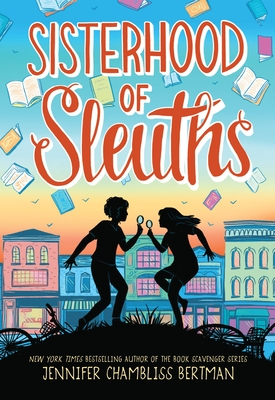 SISTERHOOD
OF
Sleuths
NEW YORK TIMES BESTSELLING AUTHOR OF THE BOOK SCAVENGER SERIES
JENNIFER CHAMBLISS BERTMAN